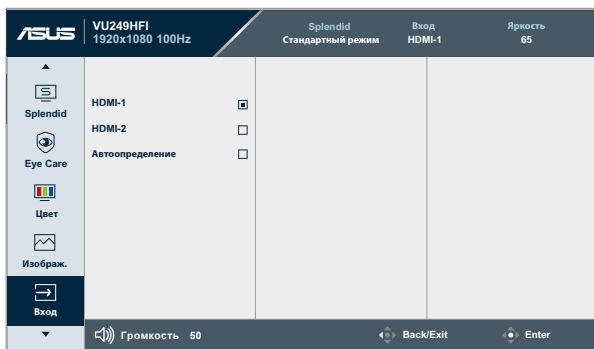 ASUS
VU249HFI
1920x1080 100Hz
Splendid
Стандартный режим
Вход
HDMI-1
Яркость
65
Splendid
Eye Care
Цвет
Изображ.
Вход
HDMI-1
HDMI-2
Автоопределение
Громкость 50
Back/Exit
Enter